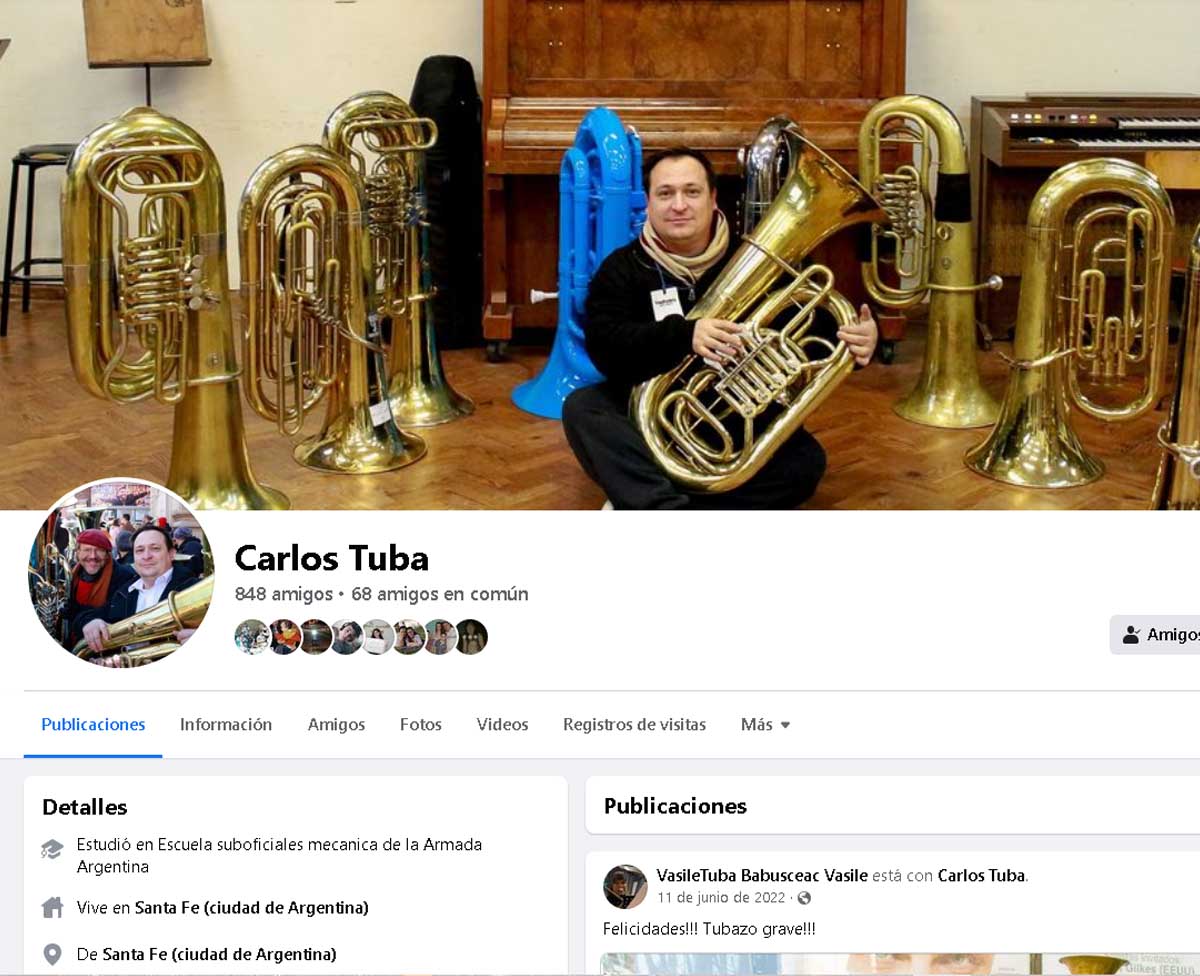 Carlos Tuba
848 amigos • 68 amigos en común
Amigos
Publicaciones
Información
Amigos
Fotos
Videos
Registros de visitas
Más
Detalles
Estudió en Escuela suboficiales mecanica de la Armada
Argentina
Vive en Santa Fe (ciudad de Argentina)
De Santa Fe (ciudad de Argentina)
Publicaciones
VasileTuba Babusceac Vasile está con Carlos Tuba.
11 de junio de 2022 ·
Felicidades!!! Tubazo grave!!!
Gilkes (EEuu)